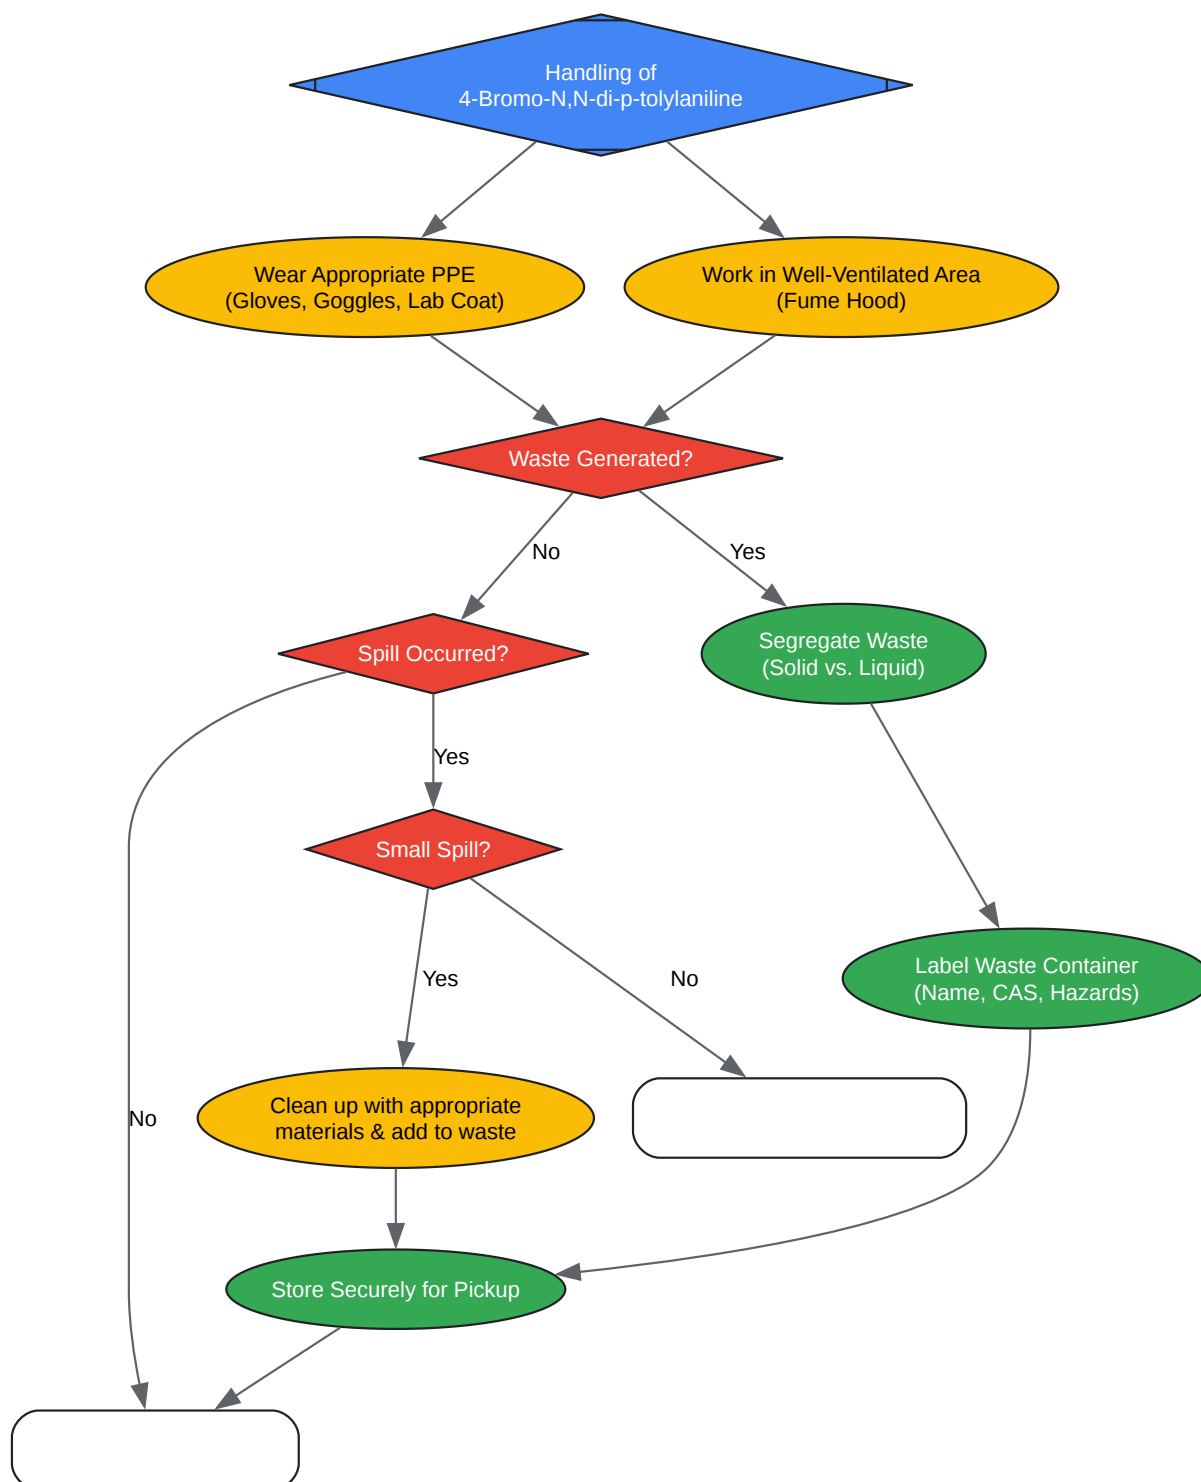 Handling of
4-Bromo-N,N-di-p-tolylaniline
Wear Appropriate PPE
(Gloves, Goggles, Lab Coat)
Work in Well-Ventilated Area
(Fume Hood)
Waste Generated?
No
Yes
Spill Occurred?
Segregate Waste
(Solid vs. Liquid)
Yes
Small Spill?
Label Waste Container
(Name, CAS, Hazards)
Yes
No
Clean up with appropriate
materials & add to waste
No
Store Securely for Pickup